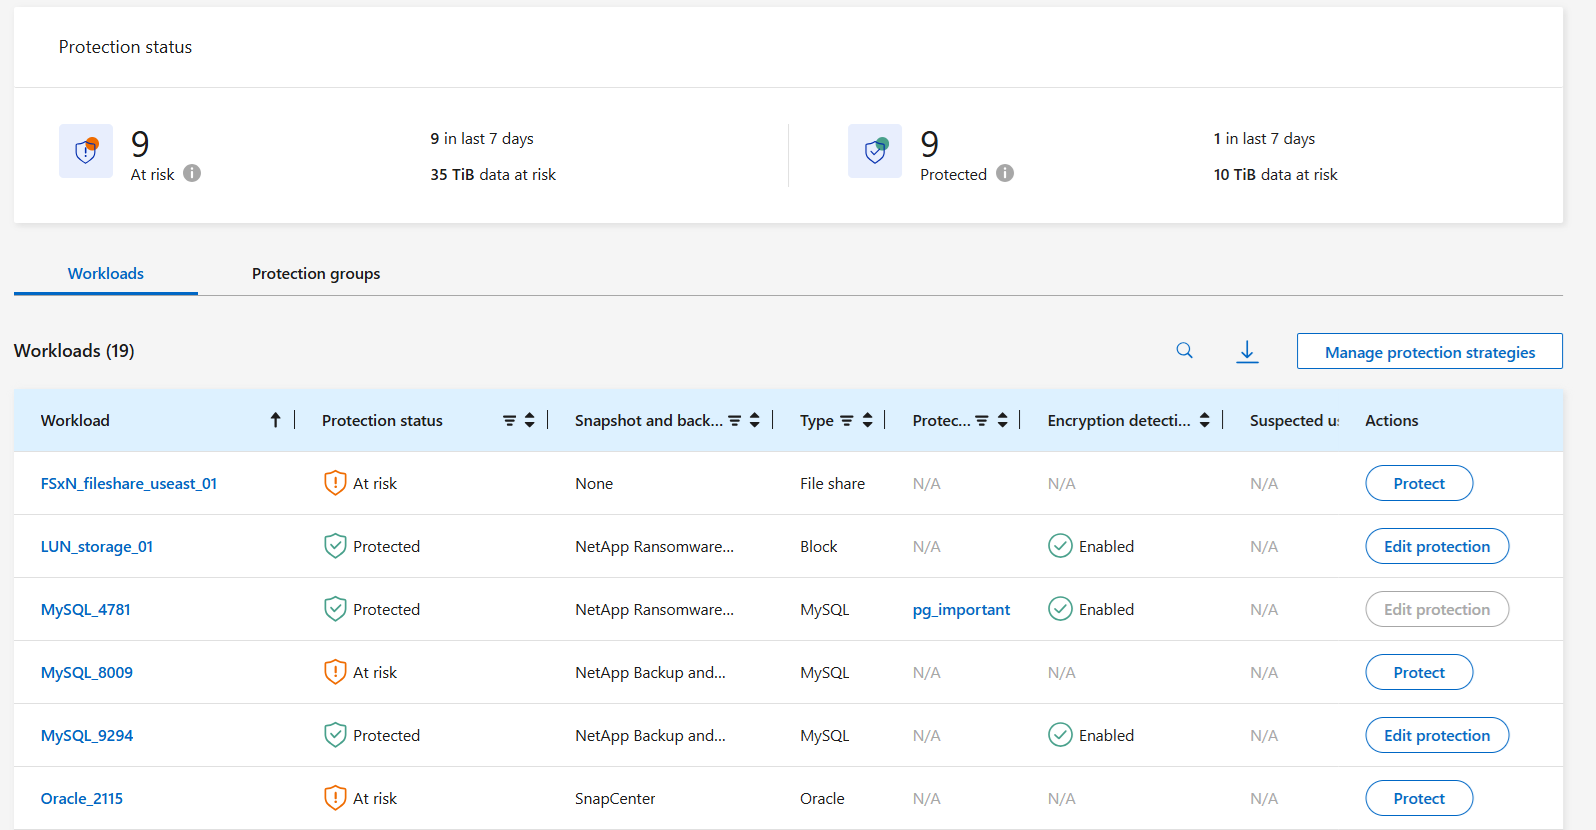 Protection status
9
At risk
9 in last 7 days
35 TiB data at risk
9
Protected
1 in last 7 days
10 TiB data at risk
Workloads
Protection groups
Workloads (19)
Manage protection strategies
Workload Protection status Snapshot and back... Type Protec... Encryption detecti... Suspected u Actions
FSxN_fileshare_useast_01 At risk None File share N/A N/A N/A Protect
LUN_storage_01 Protected NetApp Ransomware... Block N/A Enabled N/A Edit protection
MySQL_4781 Protected NetApp Ransomware... MySQL pg_important Enabled N/A Edit protection
MySQL_8009 At risk NetApp Backup and... MySQL N/A N/A N/A Protect
MySQL_9294 Protected NetApp Backup and... MySQL N/A Enabled N/A Edit protection
Oracle_2115 At risk SnapCenter Oracle N/A N/A N/A Protect